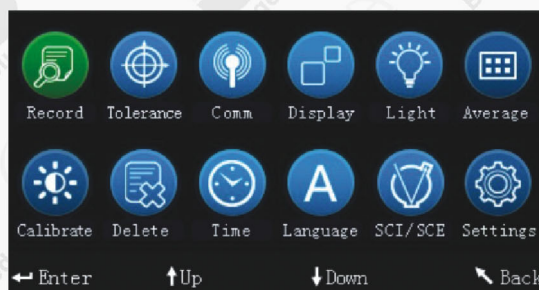 Record Tolerance Comm Display Light Average
A
Calibrate Delete Time Language SCI/SCE Settings
Enter Up Down Back